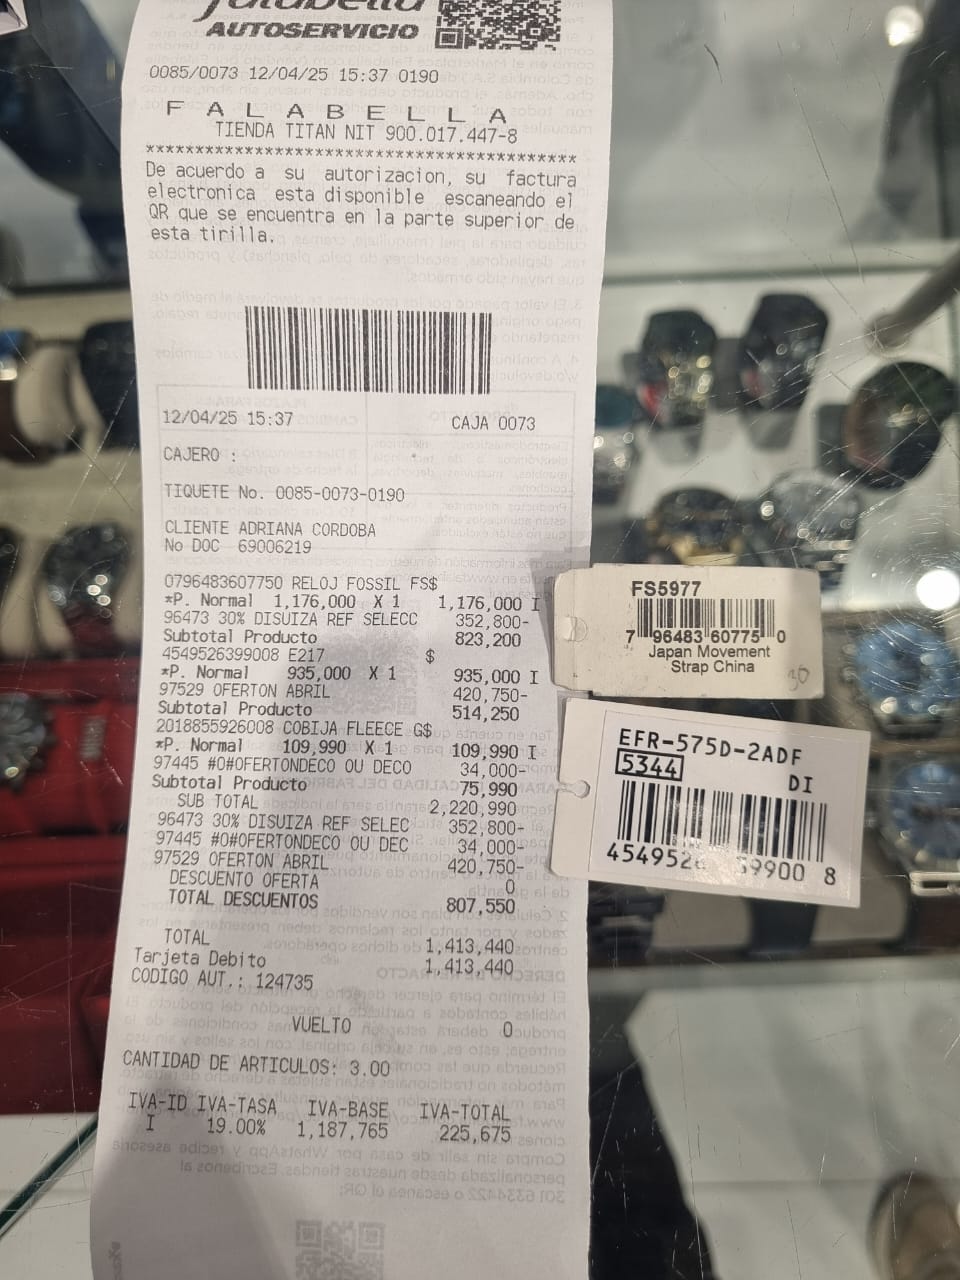 falabella
AUTOSERVICIO
0085/0073 12/04/25 15:37 0190
F A L A B E L L A
TIENDA TITAN NIT 900.017.447-8
******************************************
De acuerdo a su autorizacion, su factura
electronica esta disponible escaneando el
QR que se encuentra en la parte superior de
esta tirilla.
12/04/25 15:37 CAJA 0073
CAJERO :
TIQUETE No. 0085-0073-0190
CLIENTE ADRIANA CORDOBA
No DOC 69006219
0796483607750 RELOJ FOSSIL FS$
*P. Normal 1,176,000 X 1 1,176,000 I
96473 30% DISUIZA REF SELECC 352,800-
Subtotal Producto 823,200
4549526399008 E217 $
*P. Normal 935,000 X 1 935,000 I
97529 OFERTON ABRIL 420,750-
Subtotal Producto 514,250
2018855926008 COBIJA FLEECE G$
*P. Normal 109,990 X 1 109,990 I
97445 #O#OFERTONDECO OU DECO 34,000-
Subtotal Producto 75,990
SUB TOTAL 2,220,990
96473 30% DISUIZA REF SELEC 352,800-
97445 #O#OFERTONDECO OU DEC 34,000-
97529 OFERTON ABRIL 420,750-
DESCUENTO OFERTA 0
TOTAL DESCUENTOS 807,550
TOTAL 1,413,440
Tarjeta Debito 1,413,440
CODIGO AUT.: 124735
VUELTO 0
CANTIDAD DE ARTICULOS: 3.00
IVA-ID IVA-TASA IVA-BASE IVA-TOTAL
I 19.00% 1,187,765 225,675
FS5977
7 96483 60775 0
Japan Movement
Strap China
30
EFR-575D-2ADF
5344
DI
454952 39900 8